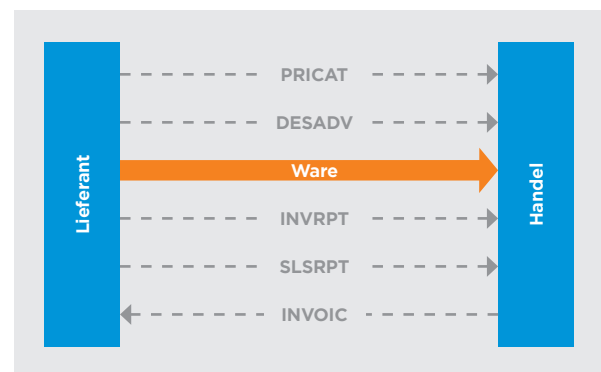 Lieferant
PRICAT
DESADV
Ware
INVRPT
SLSRPT
INVOIC
Handel